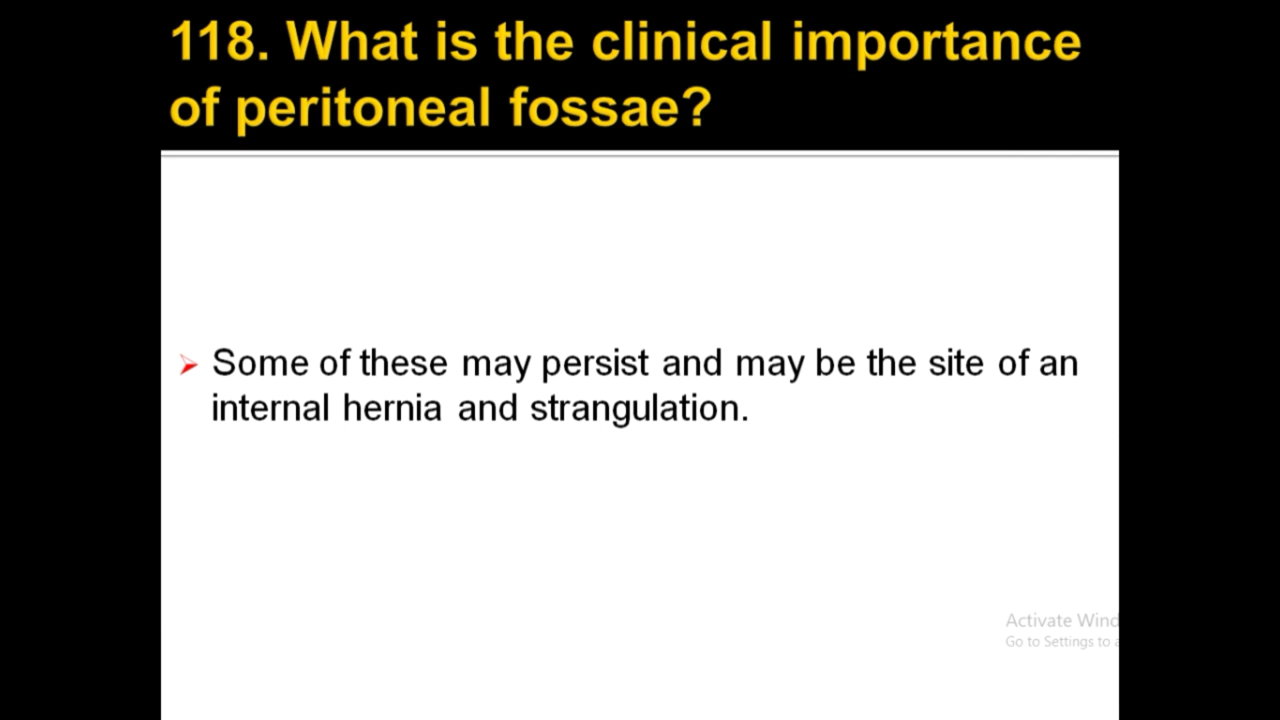 118. What is the clinical importance
of peritoneal fossae?
Some of these may persist and may be the site of an
internal hernia and strangulation.
Activate Wind
Go to Settings to a